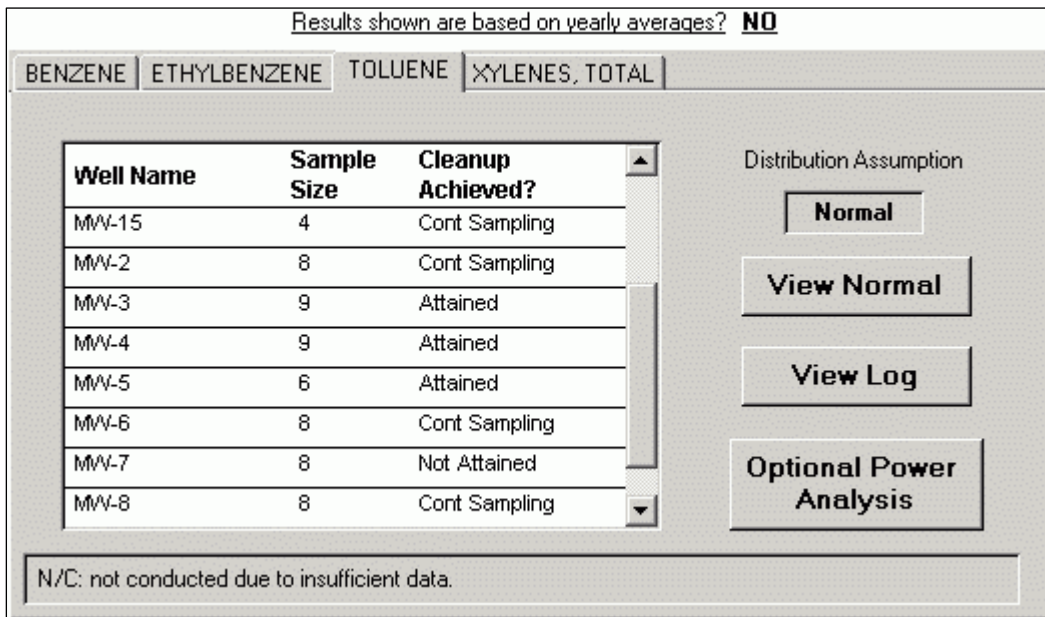 Results shown are based on yearly averages? NO
BENZENE ETHYLBENZENE TOLUENE XYLENES, TOTAL
Well Name Sample Size Cleanup Achieved?
MW-15 4 Cont Sampling
MW-2 8 Cont Sampling
MW-3 9 Attained
MW-4 9 Attained
MW-5 6 Attained
MW-6 8 Cont Sampling
MW-7 8 Not Attained
MW-8 8 Cont Sampling
Distribution Assumption
Normal
View Normal
View Log
Optional Power
Analysis
N/C: not conducted due to insufficient data.